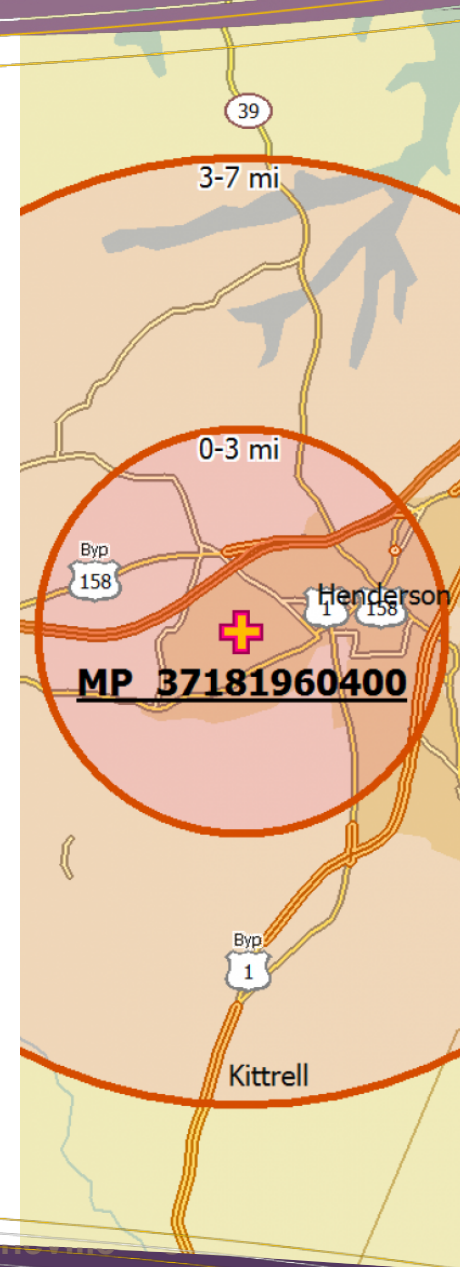 39
3-7 mi
0-3 mi
Byp
158
Henderson
1 158
MP_37181960400
Byp
1
Kittrell